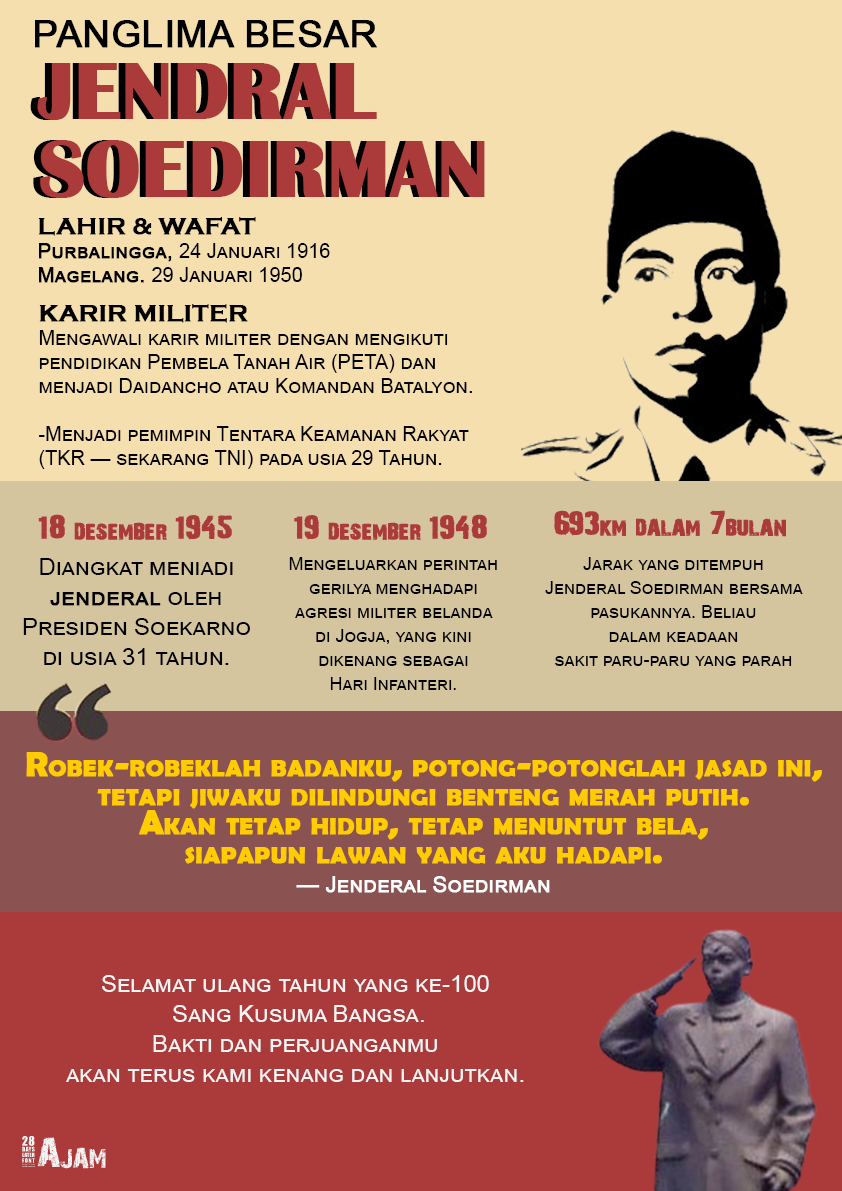 PANGLIMA BESAR
JENDRAL
SOEDIRMAN
LAHIR & WAFAT
PURBALINGGA, 24 JANUARI 1916
MAGELANG. 29 JANUARI 1950
KARIR MILITER
MENGAWALI KARIR MILITER DENGAN MENGIKUTI
PENDIDIKAN PEMBELA TANAH AIR (PETA) DAN
MENJADI DAIDANCHO ATAU KOMANDAN BATALYON.
-MENJADI PEMIMPIN TENTARA KEAMANAN RAKYAT
(TKR — SEKARANG TNI) PADA USIA 29 TAHUN.
18 DESEMBER 1945
DIANGKAT MENIADI
JENDERAL OLEH
PRESIDEN SOEKARNO
DI USIA 31 TAHUN.
19 DESEMBER 1948
MENGELUARKAN PERINTAH
GERILYA MENGHADAPI
AGRESI MILITER BELANDA
DI JOGJA, YANG KINI
DIKENANG SEBAGAI
HARI INFANTERI.
693KM DALAM 7BULAN
JARAK YANG DITEMPUH
JENDERAL SOEDIRMAN BERSAMA
PASUKANNYA. BELIAU
DALAM KEADAAN
SAKIT PARU-PARU YANG PARAH
“
ROBEK-ROBEKLAH BADANKU, POTONG-POTONGLAH JASAD INI,
TETAPI JIWAKU DILINDUNGI BENTENG MERAH PUTIH.
AKAN TETAP HIDUP, TETAP MENUNTUT BELA,
SIAPAPUN LAWAN YANG AKU HADAPI.
— JENDERAL SOEDIRMAN
SELAMAT ULANG TAHUN YANG KE-100
SANG KUSUMA BANGSA.
BAKTI DAN PERJUANGANMU
AKAN TERUS KAMI KENANG DAN LANJUTKAN.
28
DAYS
LATER
FONT
AJAM